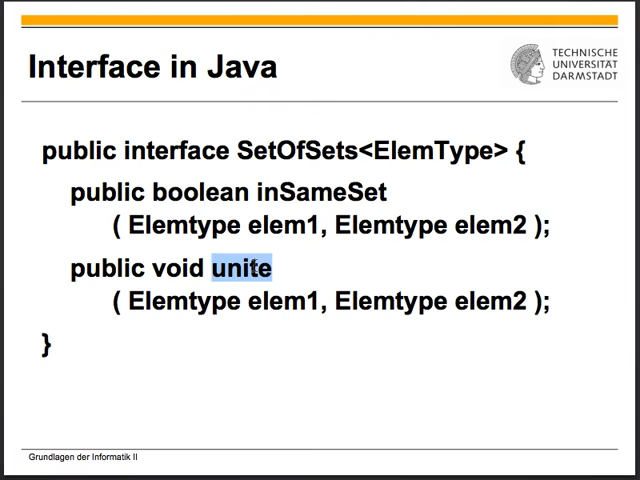 Interface in Java
TECHNISCHE
UNIVERSITÄT
DARMSTADT
public interface SetOfSets<ElemType> {
public boolean inSameSet
( Elemtype elem1, Elemtype elem2 );
public void unite
( Elemtype elem1, Elemtype elem2 );
}
Grundlagen der Informatik II